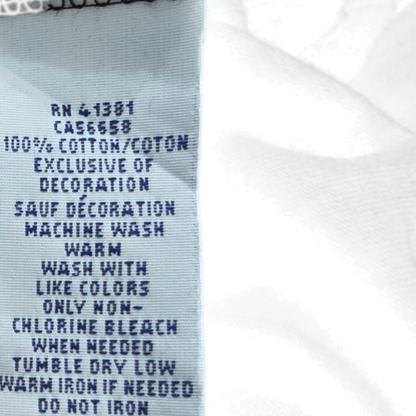 RN 41381
CA56658
100% COTTON/COTON
EXCLUSIVE OF
DECORATION
SAUF DÉCORATION
MACHINE WASH
WARM
WASH WITH
LIKE COLORS
ONLY NON-
CHLORINE BLEACH
WHEN NEEDED
TUMBLE DRY LOW
WARM IRON IF NEEDED
DO NOT IRON